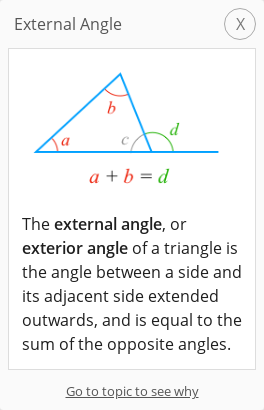 External Angle X
b
a c d
a + b = d
The external angle, or
exterior angle of a triangle is
the angle between a side and
its adjacent side extended
outwards, and is equal to the
sum of the opposite angles.
Go to topic to see why